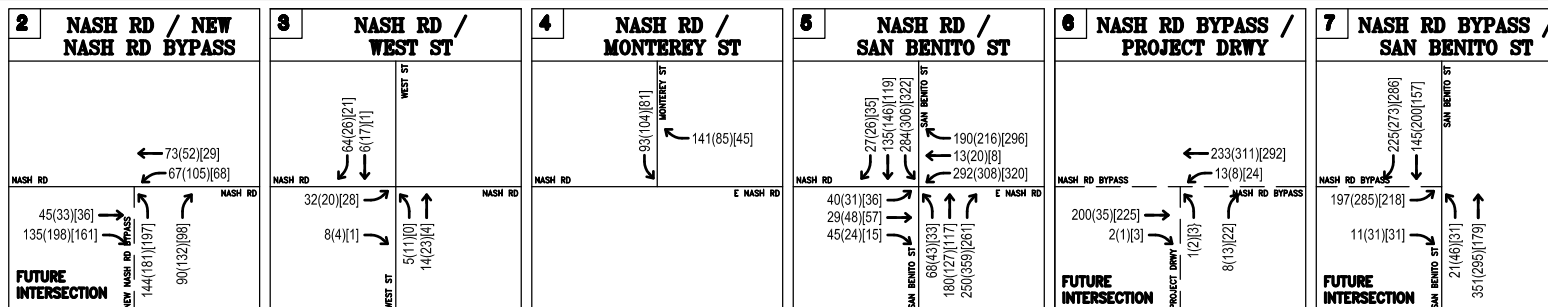 2
NASH RD / NEW
NASH RD BYPASS
73(52)[29]
67(105)[68]
NASH RD
NASH RD
45(33)[36]
135(198)[161]
NEW NASH RD BYPASS
144(181)[197]
90(132)[98]
FUTURE
INTERSECTION
3
NASH RD /
WEST ST
WEST ST
64(26)[21]
6(17)[1]
NASH RD
NASH RD
32(20)[28]
8(4)[1]
5(11)[0]
14(23)[4]
WEST ST
4
NASH RD /
MONTEREY ST
MONTEREY ST
93(104)[81]
141(85)[45]
NASH RD
E NASH RD
5
NASH RD /
SAN BENITO ST
SAN BENITO ST
27(26)[35]
135(146)[119]
284(306)[322]
190(216)[296]
13(20)[8]
292(308)[320]
NASH RD
E NASH RD
40(31)[36]
29(48)[57]
45(24)[15]
SAN BENITO ST
68(43)[33]
180(127)[117]
250(359)[261]
6
NASH RD BYPASS /
PROJECT DRWY
233(311)[292]
13(8)[24]
NASH RD BYPASS
NASH RD BYPASS
200(35)[225]
2(1)[3]
PROJECT DRWY
1(2)[3}
8(13)[22]
FUTURE
INTERSECTION
7
NASH RD BYPASS /
SAN BENITO ST
SAN BENITO ST
225(273)[286]
145(200[157]
NASH RD BYPASS
197(285)[218]
11(31)[31]
SAN BENITO ST
21(46)[31]
351(295)[179]
FUTURE
INTERSECTION